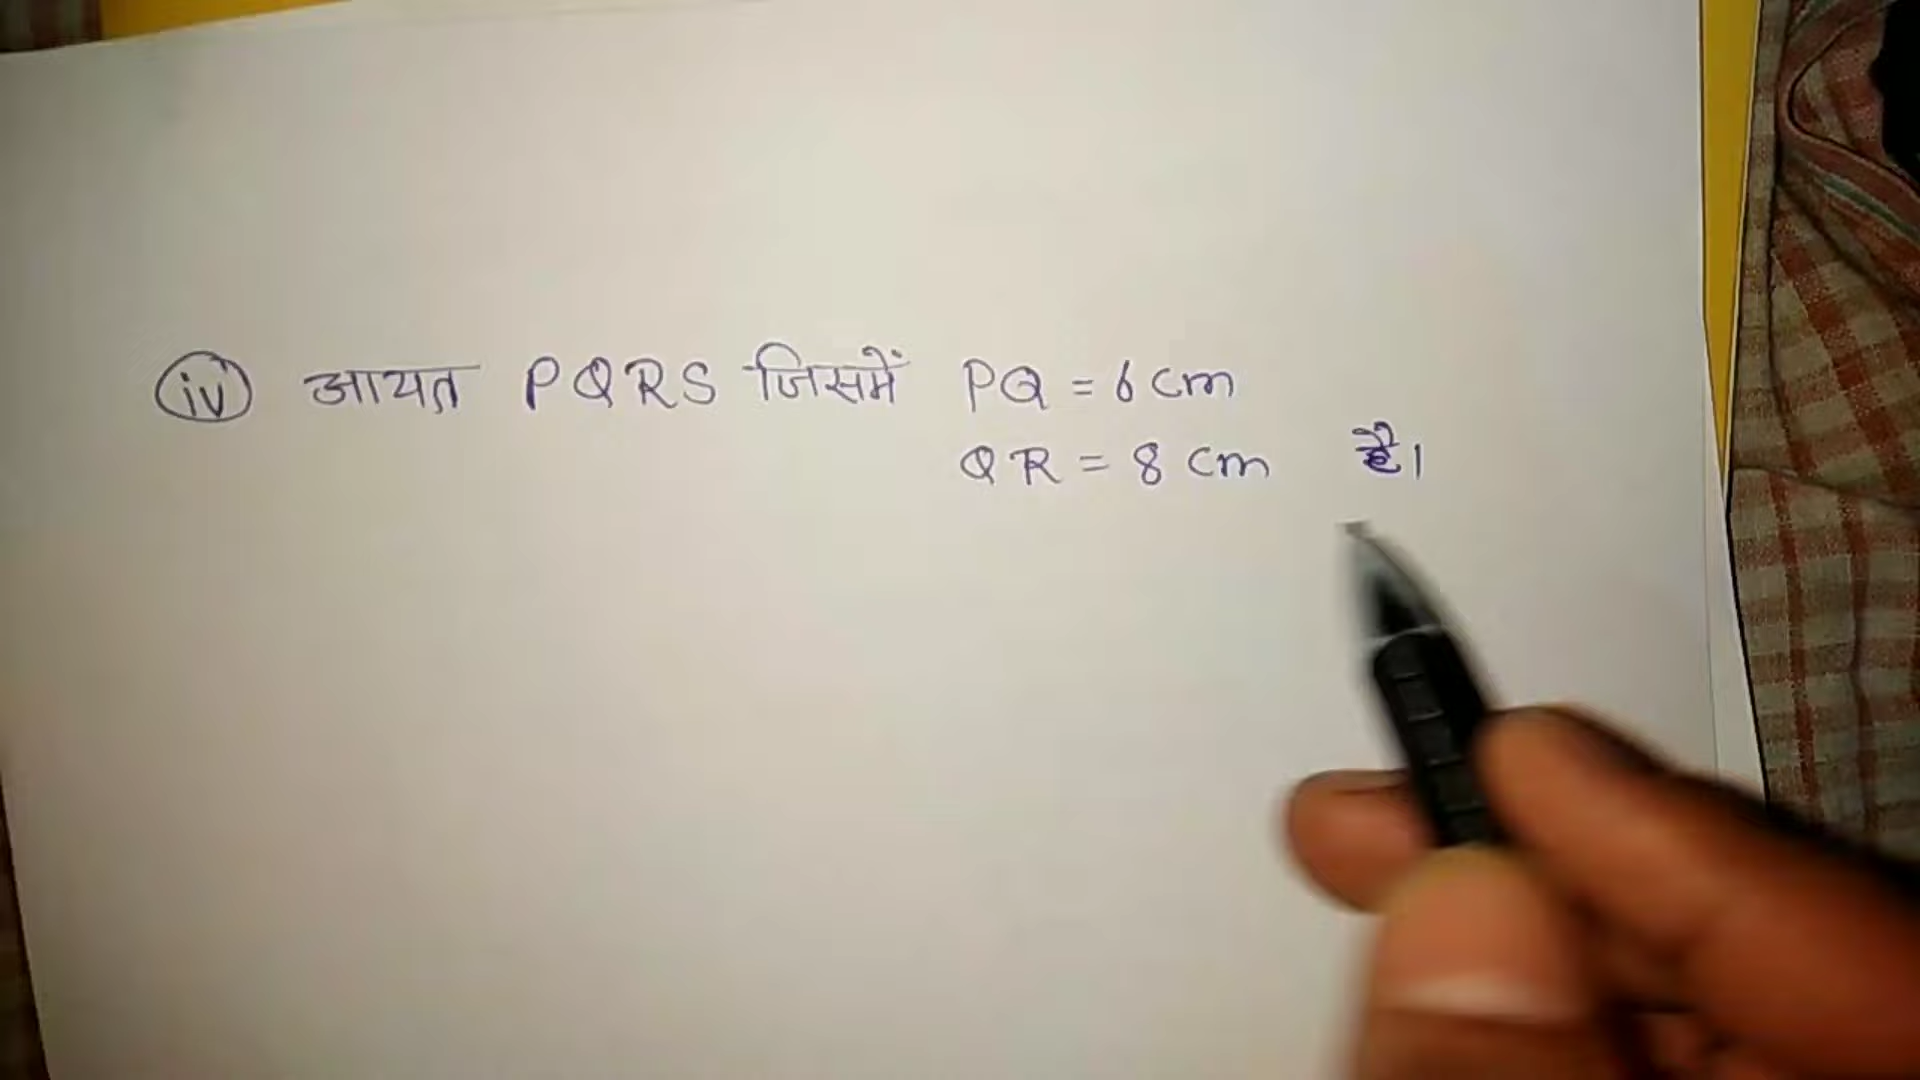 (iv) आयत PQRS जिसमें PQ = 6 cm
QR = 8 cm है।